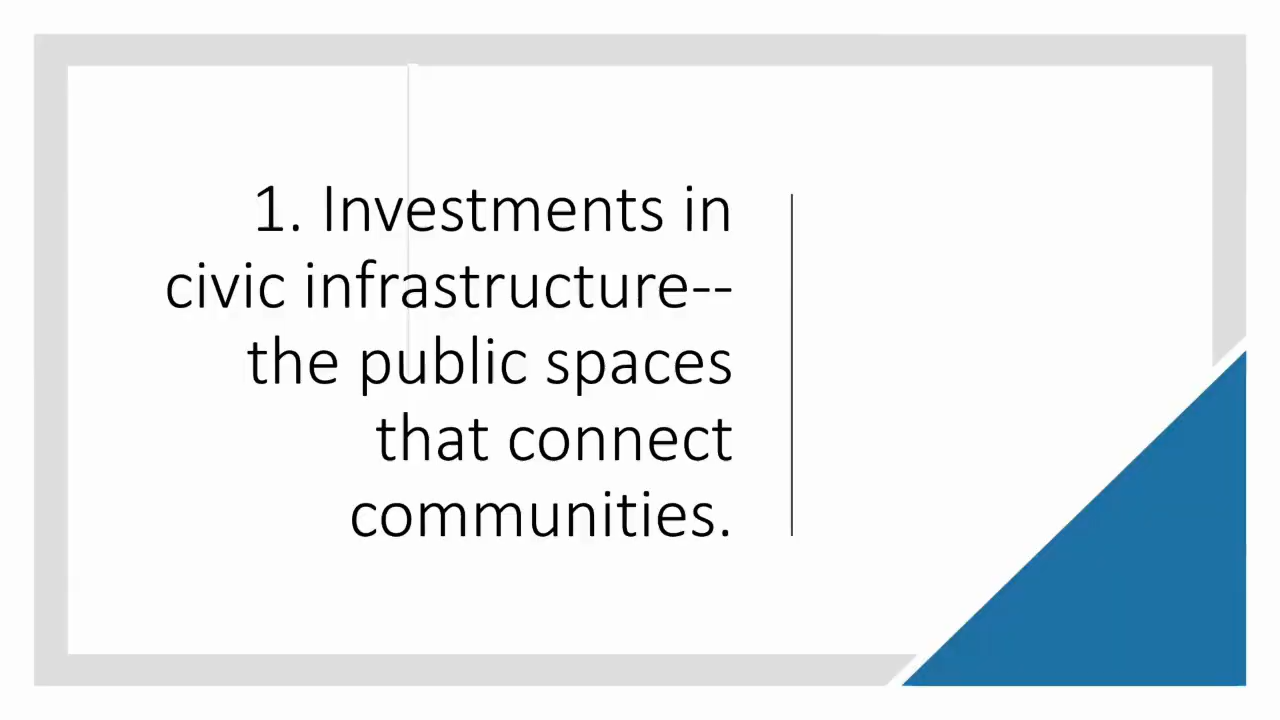 1. Investments in
civic infrastructure--
the public spaces
that connect
communities.